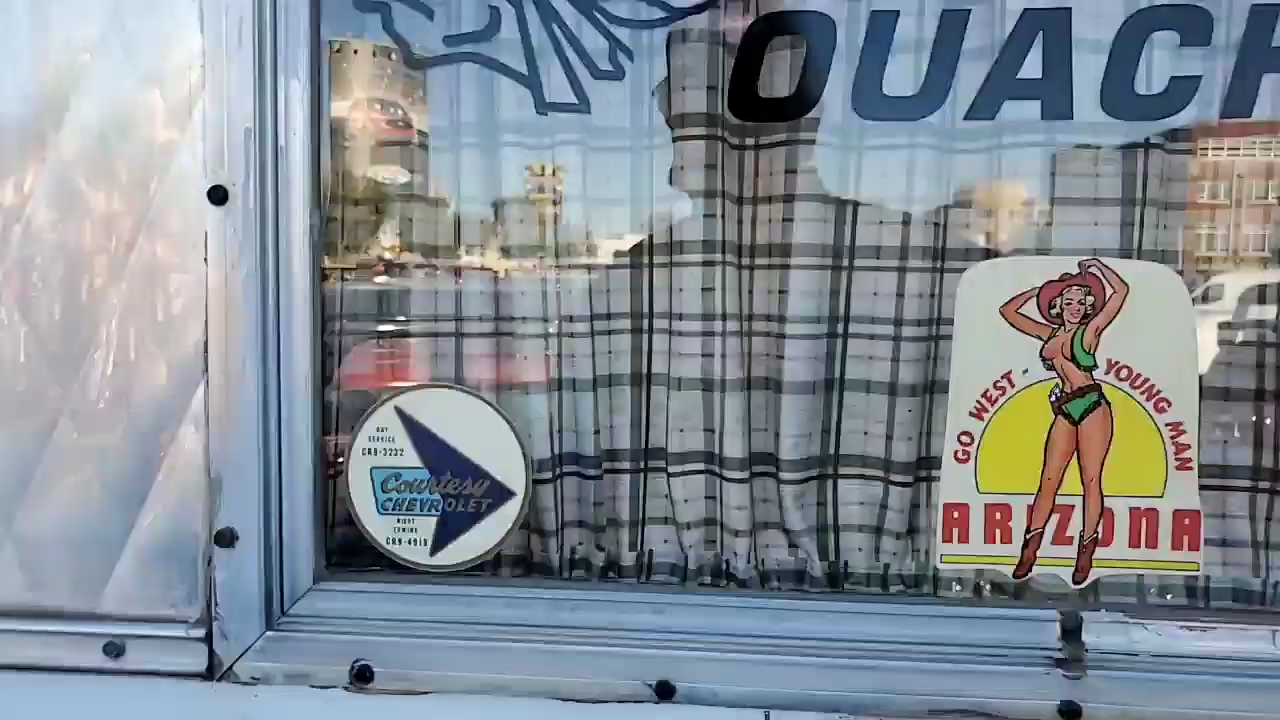 OUACH
DAY
SERVICE
CR9-3232
Courtesy
CHEVROLET
NIGHT
TOWING
CR9-4918
GO WEST - YOUNG MAN
ARIZONA